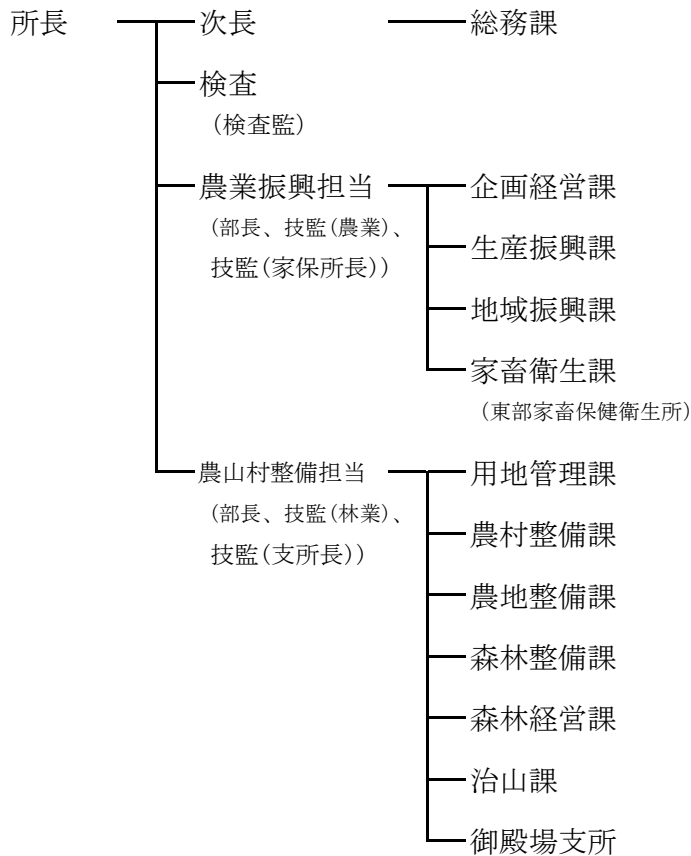 所長 次長 総務課
検査
(検査監)
農業振興担当 企画経営課
(部長、技監(農業)、
生産振興課
技監(家保所長))
地域振興課
家畜衛生課
(東部家畜保健衛生所)
農山村整備担当 用地管理課
(部長、技監(林業)、
農村整備課
技監(支所長))
農地整備課
森林整備課
森林経営課
治山課
御殿場支所